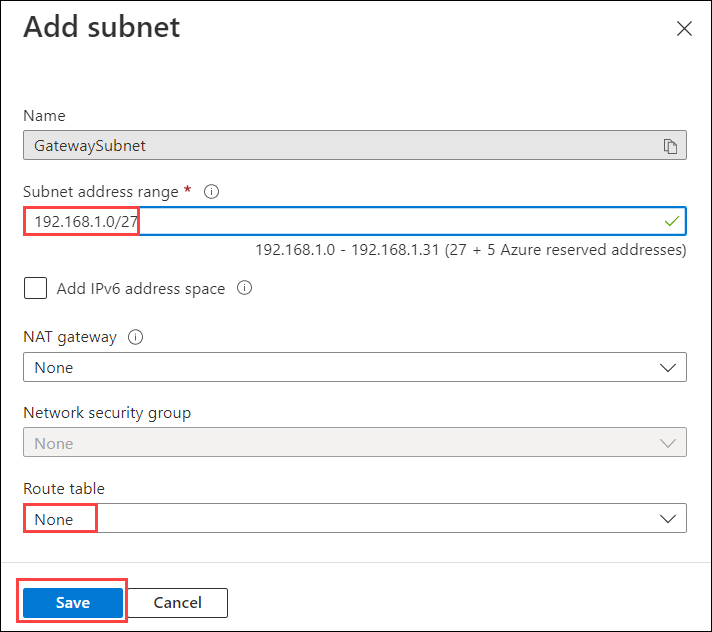 Add subnet
Name
GatewaySubnet
Subnet address range *
192.168.1.0/27
192.168.1.0 - 192.168.1.31 (27 + 5 Azure reserved addresses)
Add IPv6 address space
NAT gateway
None
Network security group
None
Route table
None
Save Cancel